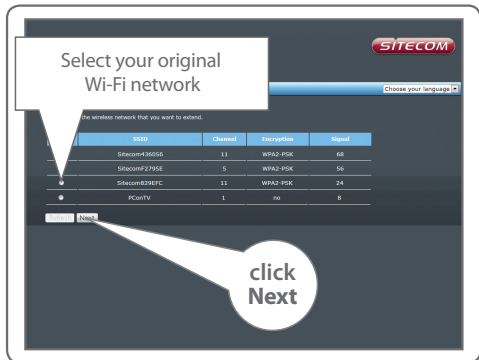 SITECOM
Select your original
Wi-Fi network
Choose your language
the wireless network that you want to extend.
SSID Channel Encryption Signal
Sitecom436056 11 WPA2-PSK 68
SitecomF2795E 5 WPA2-PSK 56
Sitecom829EFC 11 WPA2-PSK 24
PConTV 1 no 8
Refresh Next
click
Next